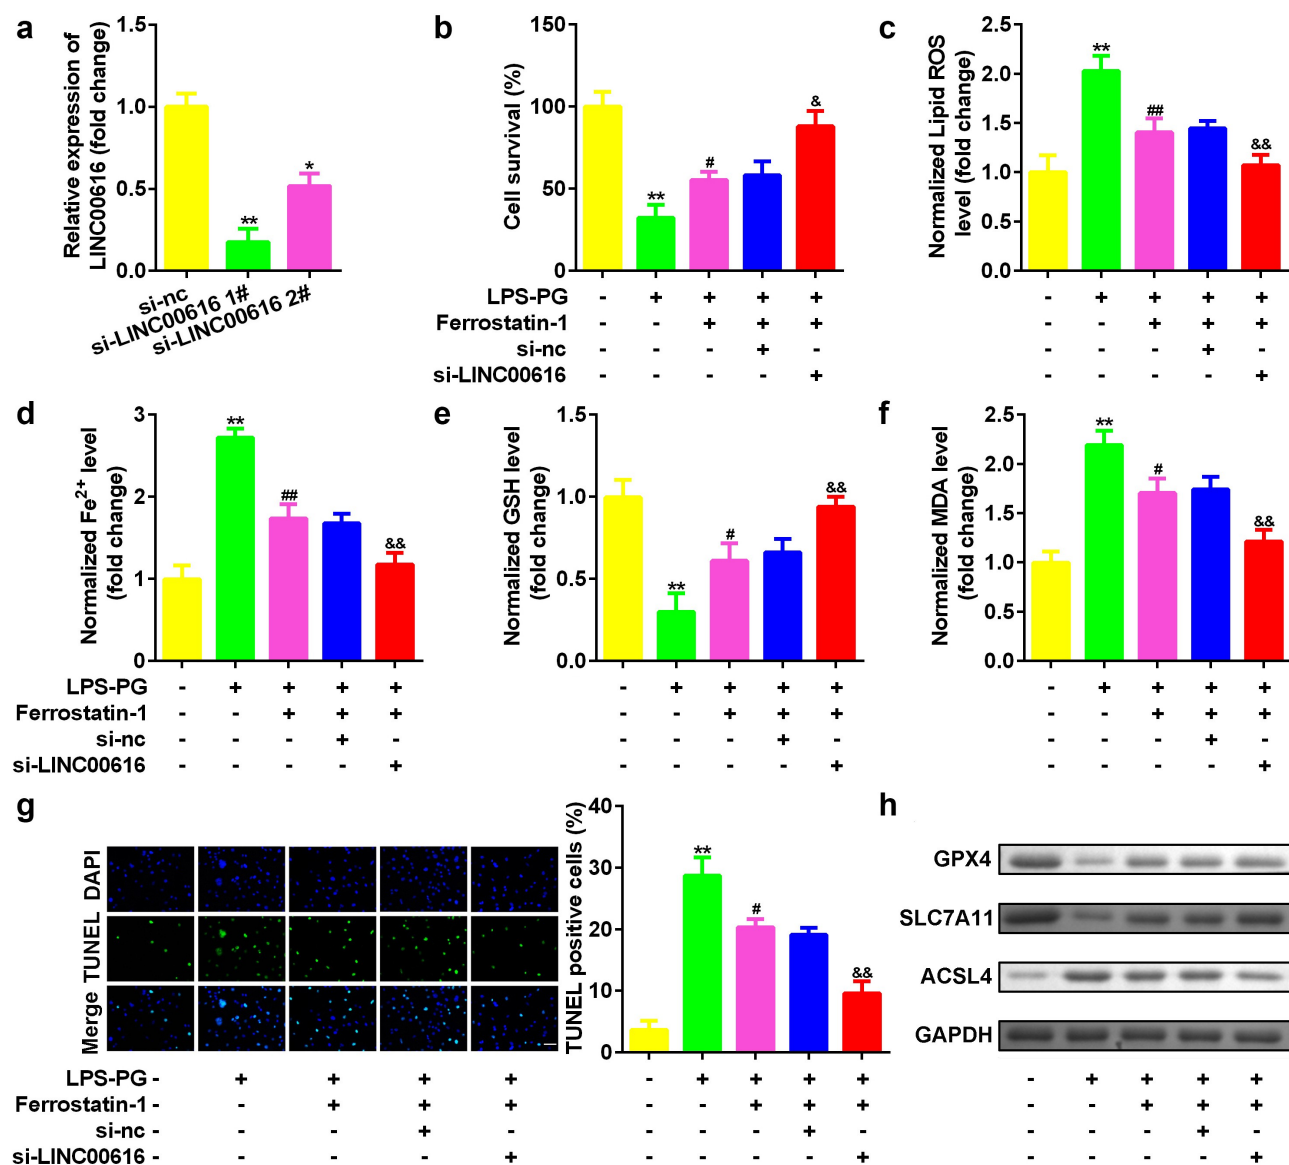 a
Relative expression of
LINC00616 (fold change)
1.5
1.0
0.5
0.0
**
*
si-nc
si-LINC00616 1#
si-LINC00616 2#
b
Cell survival (%)
150
100
50
0
**
#
&
LPS-PG - + + + +
Ferrostatin-1 - - + + +
si-nc - - - + -
si-LINC00616 - - - - +
c
Normalized Lipid ROS
level (fold change)
2.5
2.0
1.5
1.0
0.5
0.0
**
##
&&
- + + + +
- - + + +
- - - + -
- - - - +
d
Normalized Fe2+ level
(fold change)
3
2
1
0
**
##
&&
LPS-PG - + + + +
Ferrostatin-1 - - + + +
si-nc - - - + -
si-LINC00616 - - - - +
e
Normalized GSH level
(fold change)
1.5
1.0
0.5
0.0
**
#
&&
- + + + +
- - + + +
- - - + -
- - - - +
f
Normalized MDA level
(fold change)
2.5
2.0
1.5
1.0
0.5
0.0
**
#
&&
- + + + +
- - + + +
- - - + -
- - - - +
g
DAPI
TUNEL
Merge
LPS-PG - + + + +
Ferrostatin-1 - - + + +
si-nc - - - + -
si-LINC00616 - - - - +
TUNEL positive cells (%)
40
30
20
10
0
**
#
&&
- + + + +
- - + + +
- - - + -
- - - - +
h
GPX4
SLC7A11
ACSL4
GAPDH
- + + + +
- - + + +
- - - + -
- - - - +